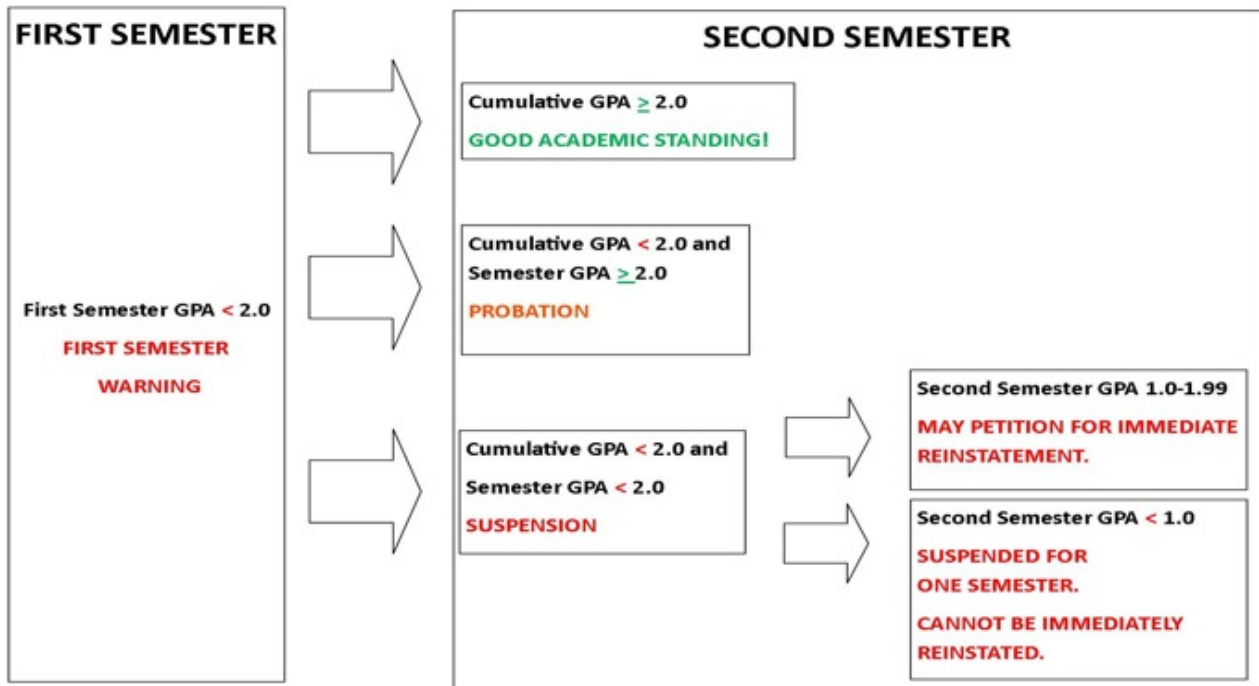 FIRST SEMESTER
First Semester GPA < 2.0
FIRST SEMESTER
WARNING
SECOND SEMESTER
Cumulative GPA ≥ 2.0
GOOD ACADEMIC STANDING!
Cumulative GPA < 2.0 and
Semester GPA ≥ 2.0
PROBATION
Cumulative GPA < 2.0 and
Semester GPA < 2.0
SUSPENSION
Second Semester GPA 1.0-1.99
MAY PETITION FOR IMMEDIATE
REINSTATEMENT.
Second Semester GPA < 1.0
SUSPENDED FOR
ONE SEMESTER.
CANNOT BE IMMEDIATELY
REINSTATED.